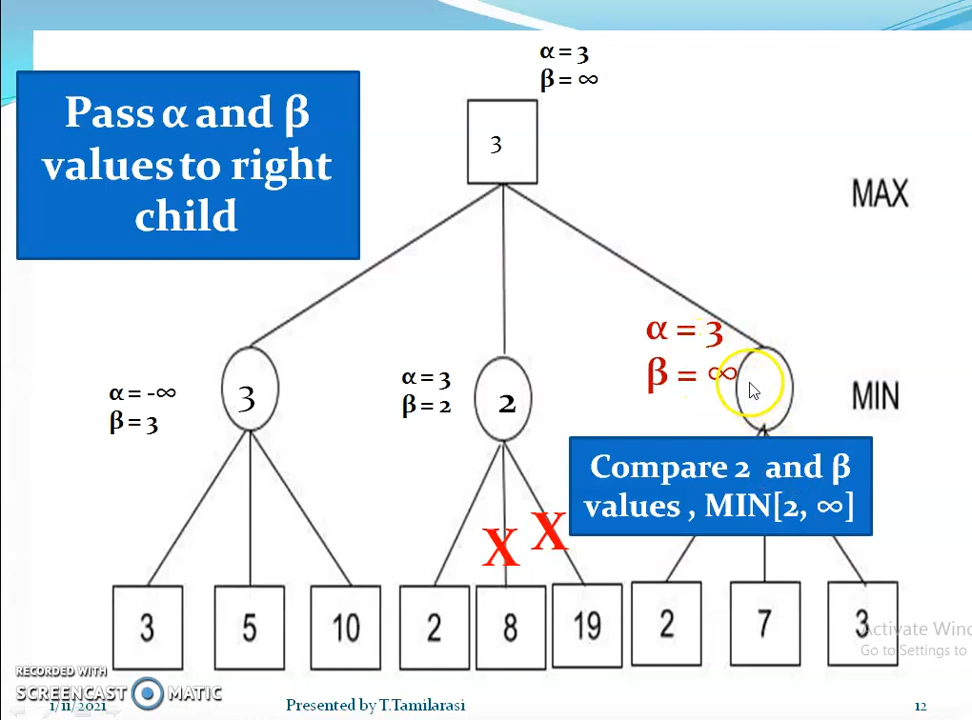 α = 3
β = ∞
Pass α and β
values to right
child
3
MAX
α = 3
β = ∞
α = -∞
β = 3
3
α = 3
β = 2
2
MIN
Compare 2 and β
values , MIN[2, ∞]
X X
3 5 10 2 8 19 2 7 3
Activate Wind
Go to Settings to
RECORDED WITH
SCREENCAST MATIC
1/11/2021
Presented by T.Tamilarasi
12